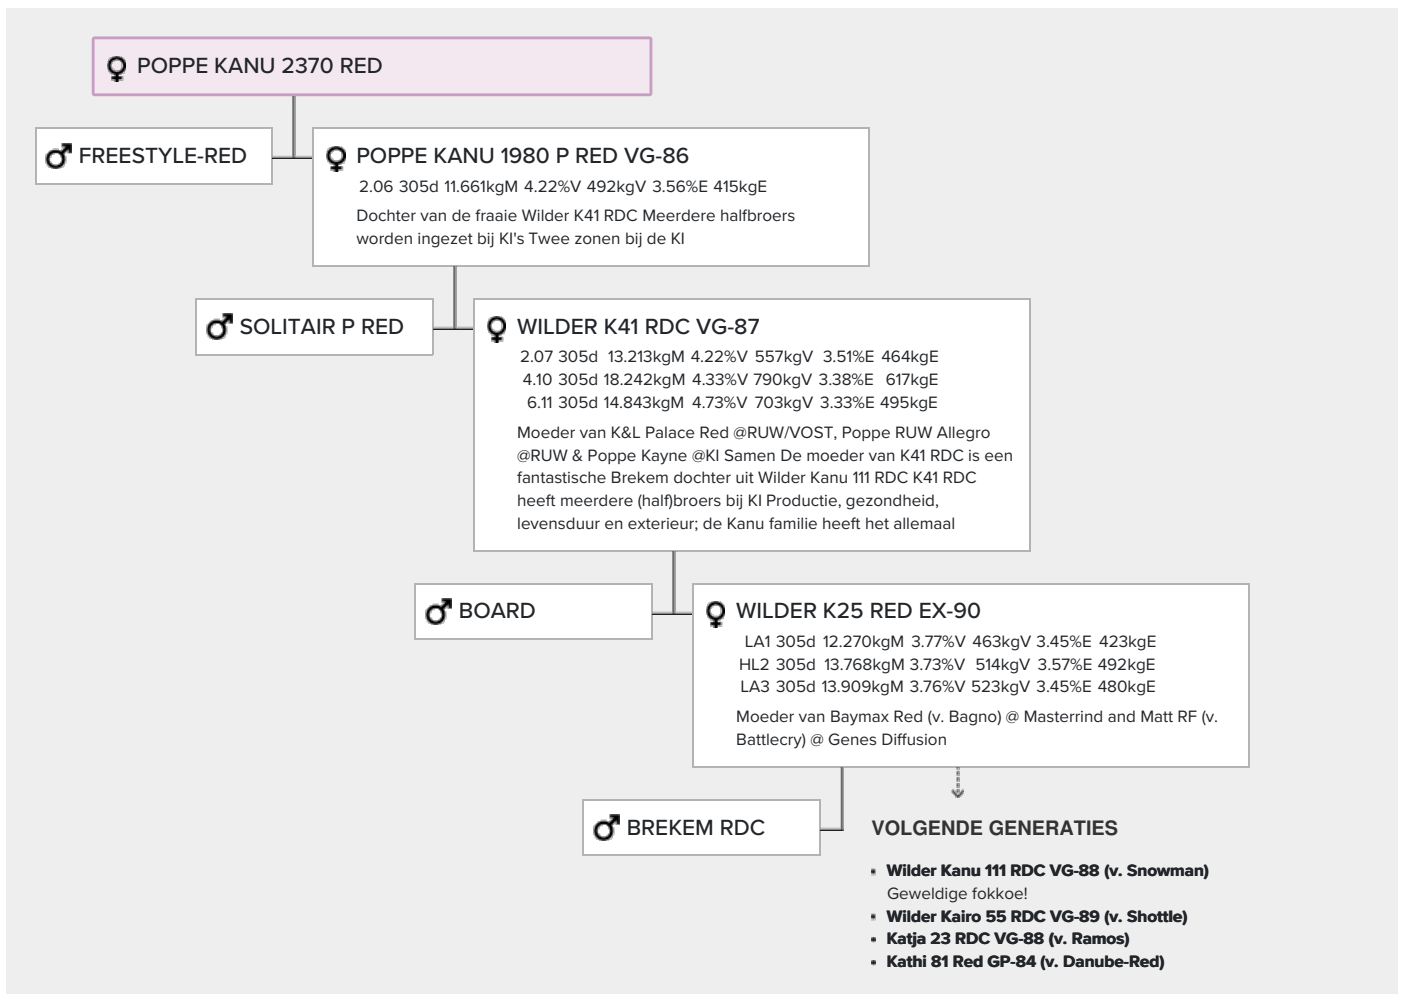 POPPE KANU 2370 RED
FREESTYLE-RED
POPPE KANU 1980 P RED VG-86
2.06 305d 11.661kgM 4.22%V 492kgV 3.56%E 415kgE
Dochter van de fraaie Wilder K41 RDC Meerdere halfbroers
worden ingezet bij KI's Twee zonen bij de KI
SOLITAIR P RED
WILDER K41 RDC VG-87
2.07 305d 13.213kgM 4.22%V 557kgV 3.51%E 464kgE
4.10 305d 18.242kgM 4.33%V 790kgV 3.38%E 617kgE
6.11 305d 14.843kgM 4.73%V 703kgV 3.33%E 495kgE
Moeder van K&L Palace Red @RUW/VOST, Poppe RUW Allegro
@RUW & Poppe Kayne @KI Samen De moeder van K41 RDC is een
fantastische Brekem dochter uit Wilder Kanu 111 RDC K41 RDC
heeft meerdere (half)broers bij KI Productie, gezondheid,
levensduur en exterieur; de Kanu familie heeft het allemaal
BOARD
WILDER K25 RED EX-90
LA1 305d 12.270kgM 3.77%V 463kgV 3.45%E 423kgE
HL2 305d 13.768kgM 3.73%V 514kgV 3.57%E 492kgE
LA3 305d 13.909kgM 3.76%V 523kgV 3.45%E 480kgE
Moeder van Baymax Red (v. Bagno) @ Masterrind and Matt RF (v.
Battlecry) @ Genes Diffusion
BREKEM RDC
VOLGENDE GENERATIES
Wilder Kanu 111 RDC VG-88 (v. Snowman)
Geweldige fokkoe!
Wilder Kairo 55 RDC VG-89 (v. Shottle)
Katja 23 RDC VG-88 (v. Ramos)
Kathi 81 Red GP-84 (v. Danube-Red)